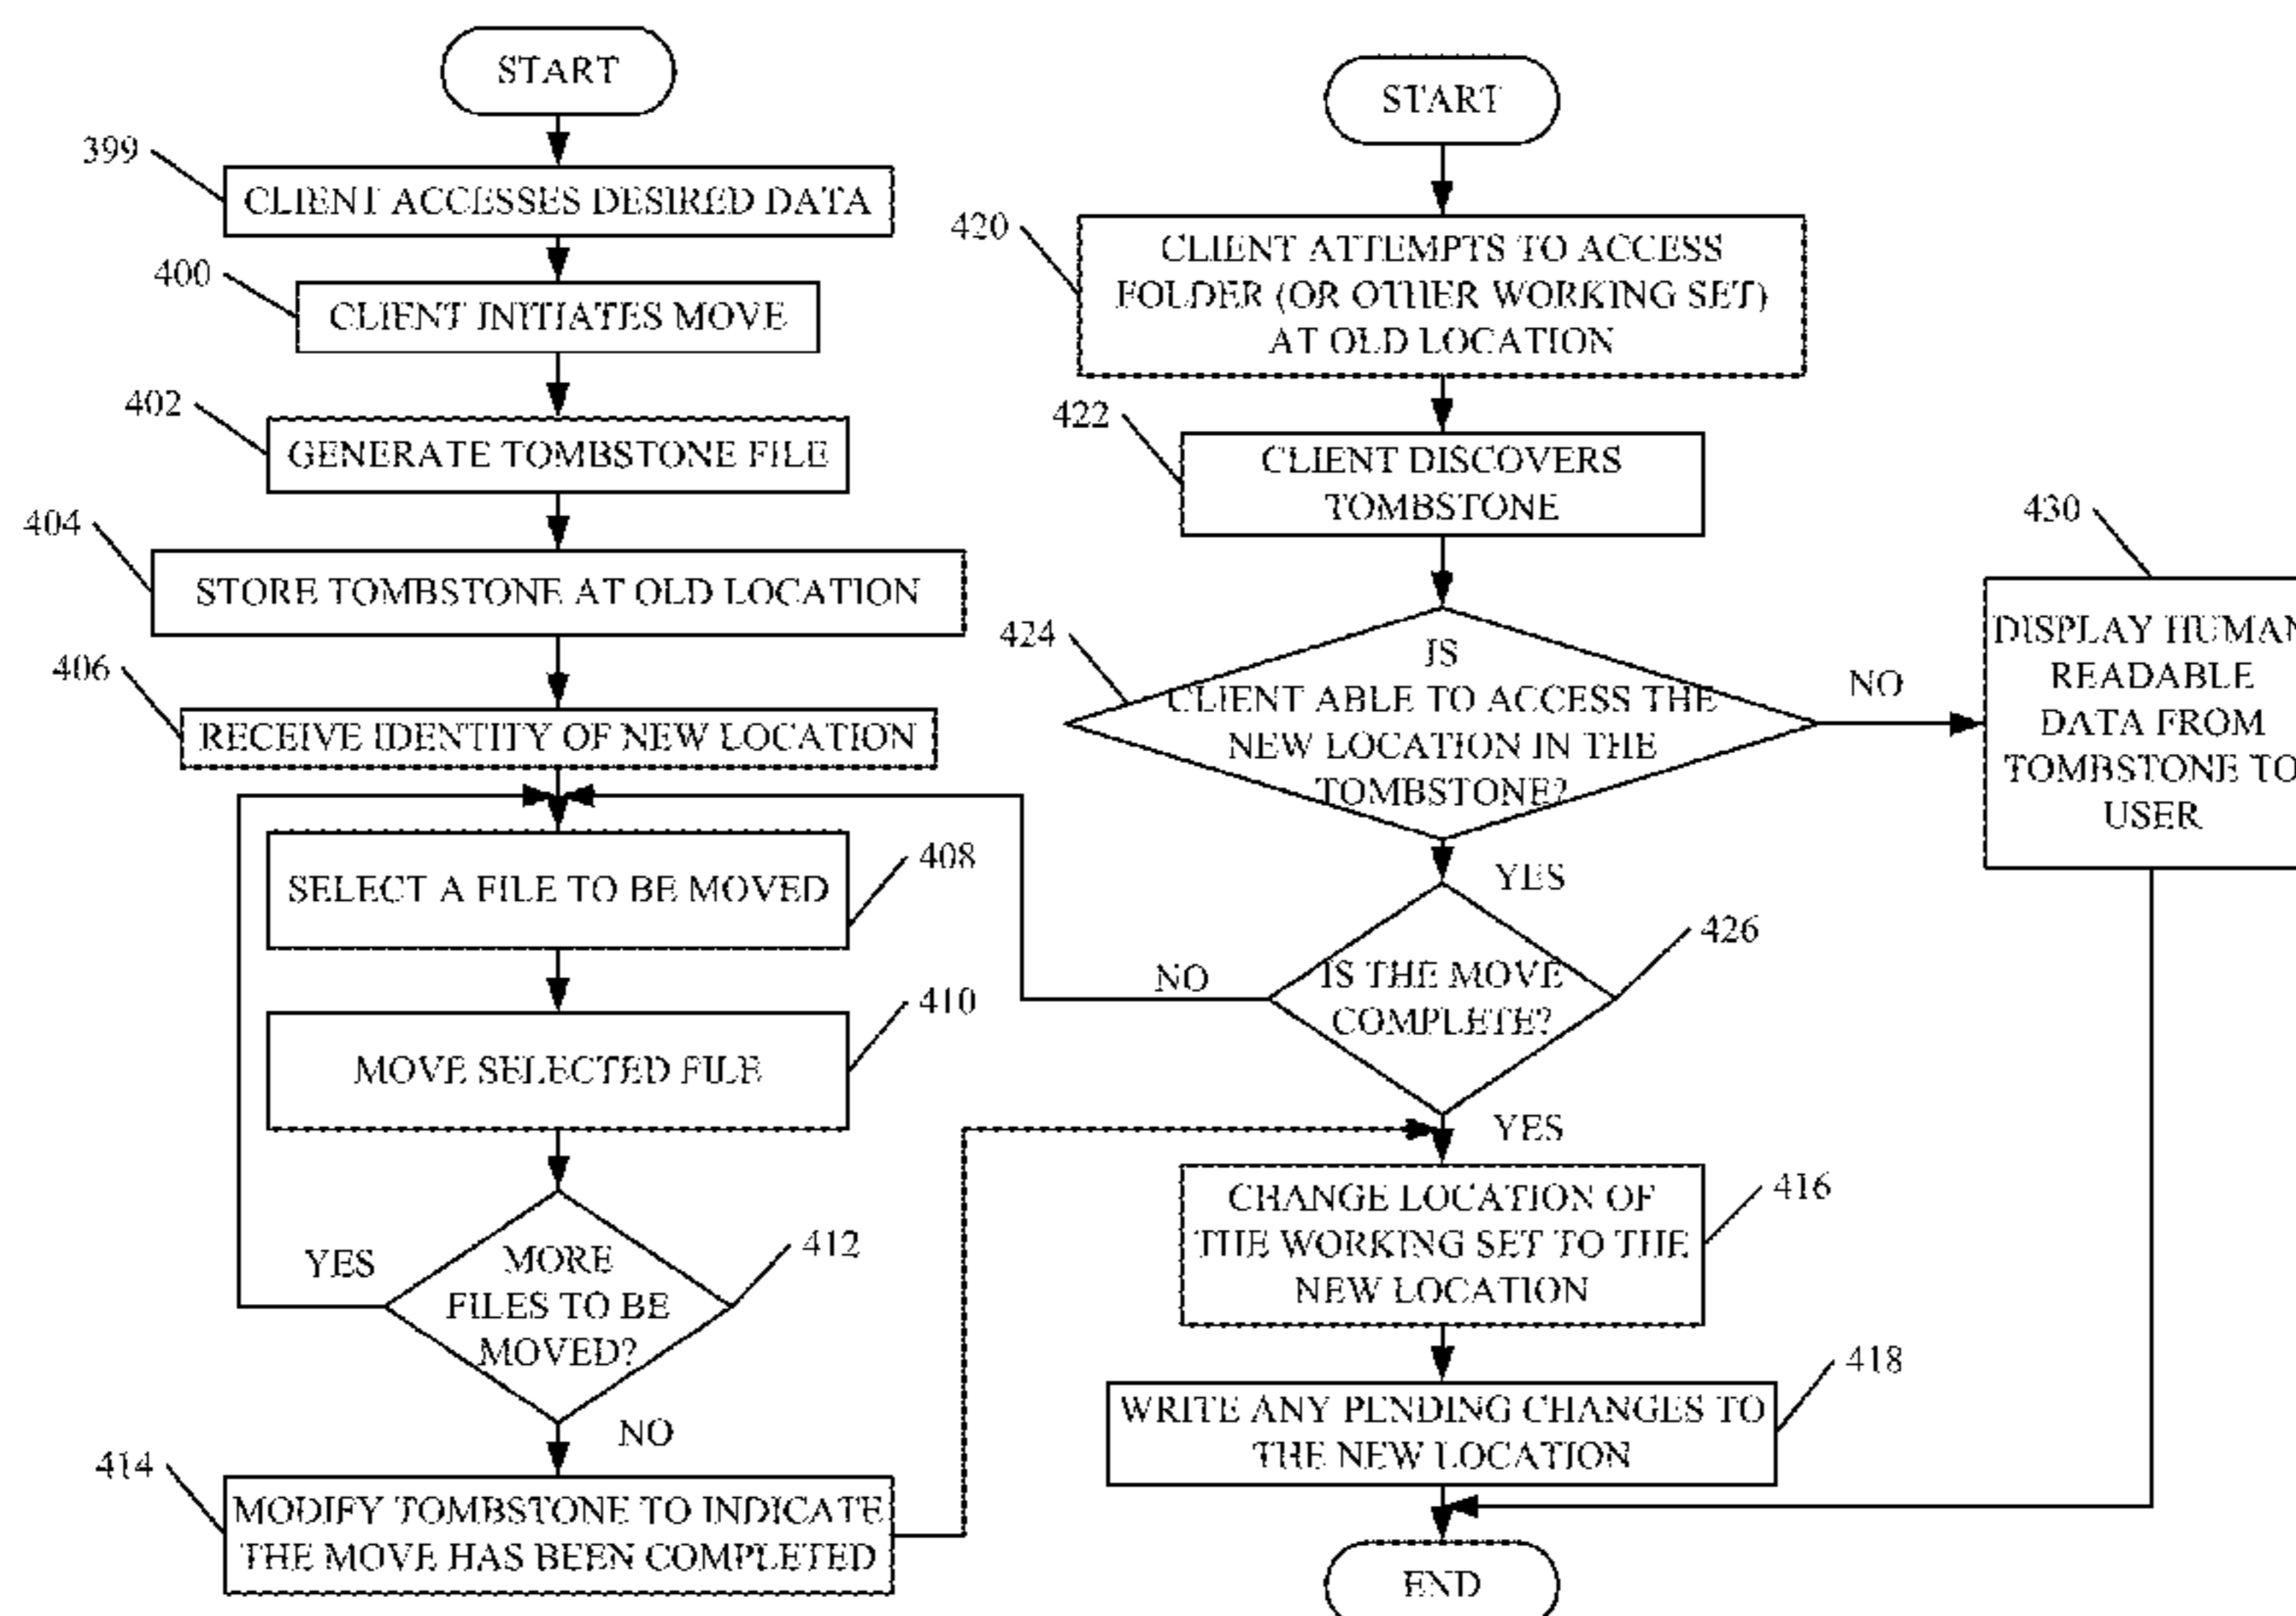 START
399
CLIENT ACCESSES DESIRED DATA
400
CLIENT INITIATES MOVE
402
GENERATE TOMBSTONE FILE
404
STORE TOMBSTONE AT OLD LOCATION
406
RECEIVE IDENTITY OF NEW LOCATION
408
SELECT A FILE TO BE MOVED
410
MOVE SELECTED FILE
412
YES
MORE
FILES TO BE
MOVED?
NO
414
MODIFY TOMBSTONE TO INDICATE
THE MOVE HAS BEEN COMPLETED
START
420
CLIENT ATTEMPTS TO ACCESS
FOLDER (OR OTHER WORKING SET)
AT OLD LOCATION
422
CLIENT DISCOVERS
TOMBSTONE
424
IS
CLIENT ABLE TO ACCESS THE
NEW LOCATION IN THE
TOMBSTONE?
NO
430
DISPLAY HUMAN
READABLE
DATA FROM
TOMBSTONE TO
USER
YES
426
NO
IS THE MOVE
COMPLETE?
YES
416
CHANGE LOCATION OF
THE WORKING SET TO THE
NEW LOCATION
418
WRITE ANY PENDING CHANGES TO
THE NEW LOCATION
END